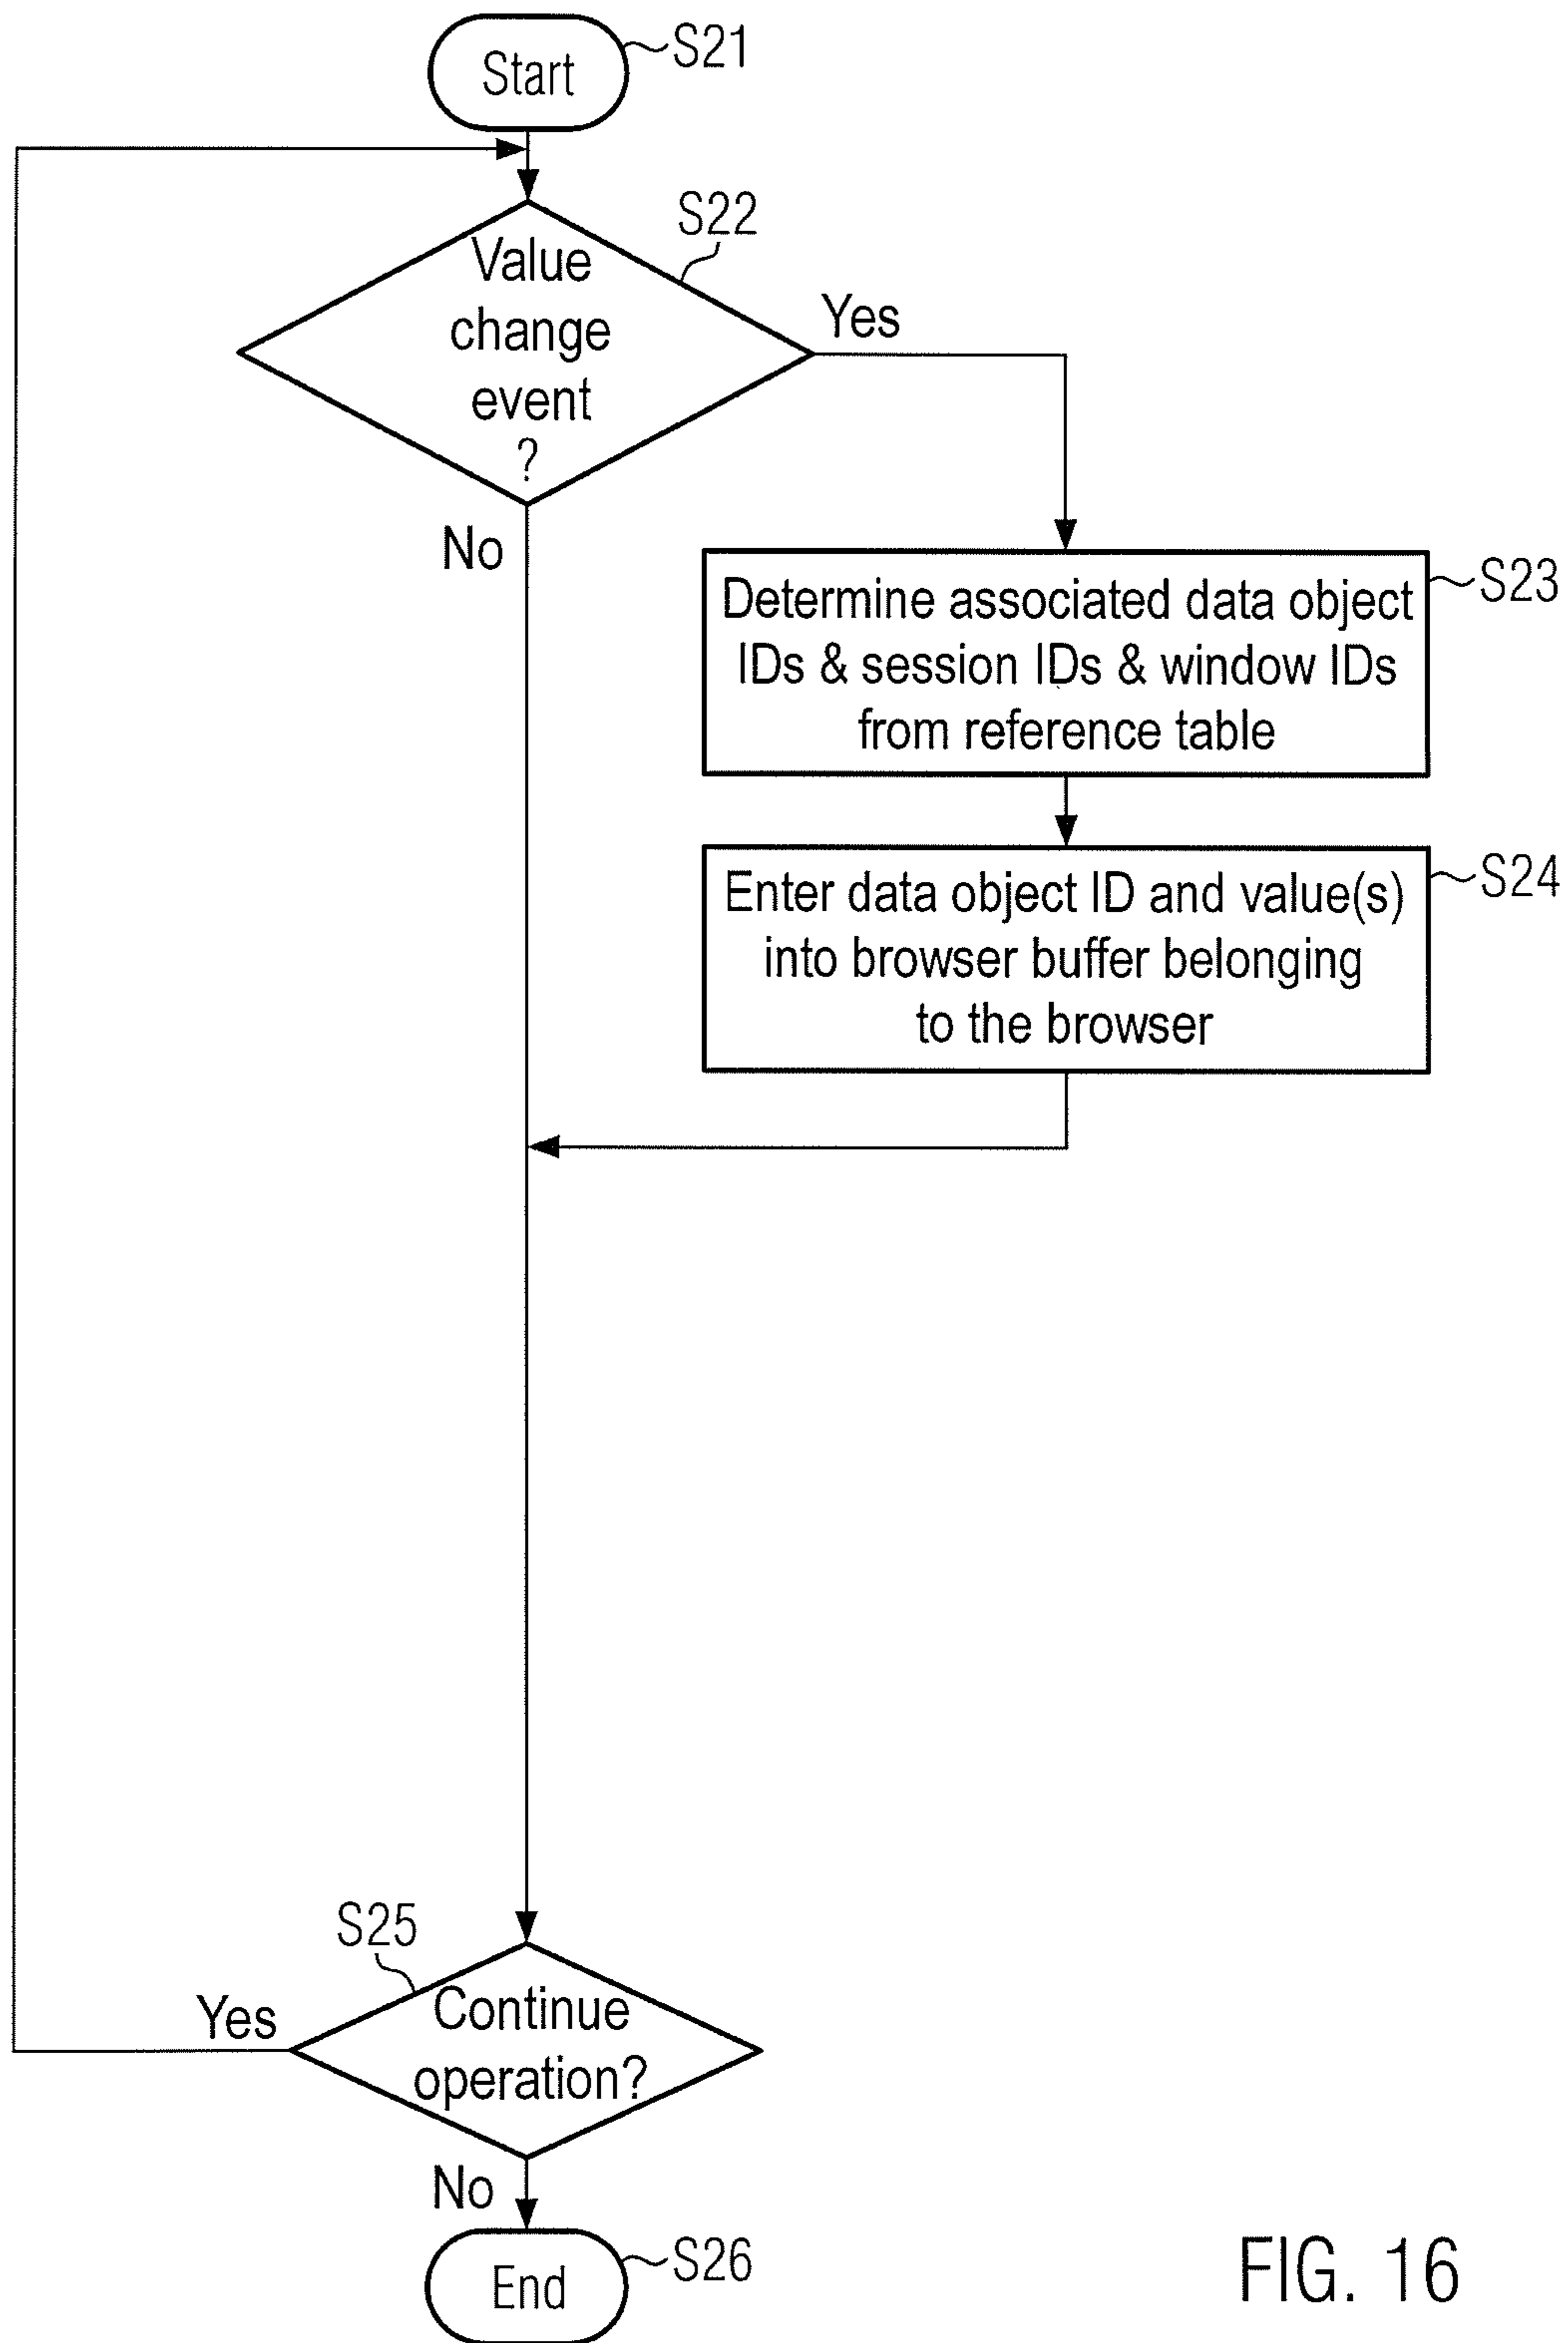 Start
S21
S22
Value
change
event
?
Yes
No
Determine associated data object
IDs & session IDs & window IDs
from reference table
S23
Enter data object ID and value(s)
into browser buffer belonging
to the browser
S24
S25
Continue
operation?
Yes
No
End
S26
FIG. 16